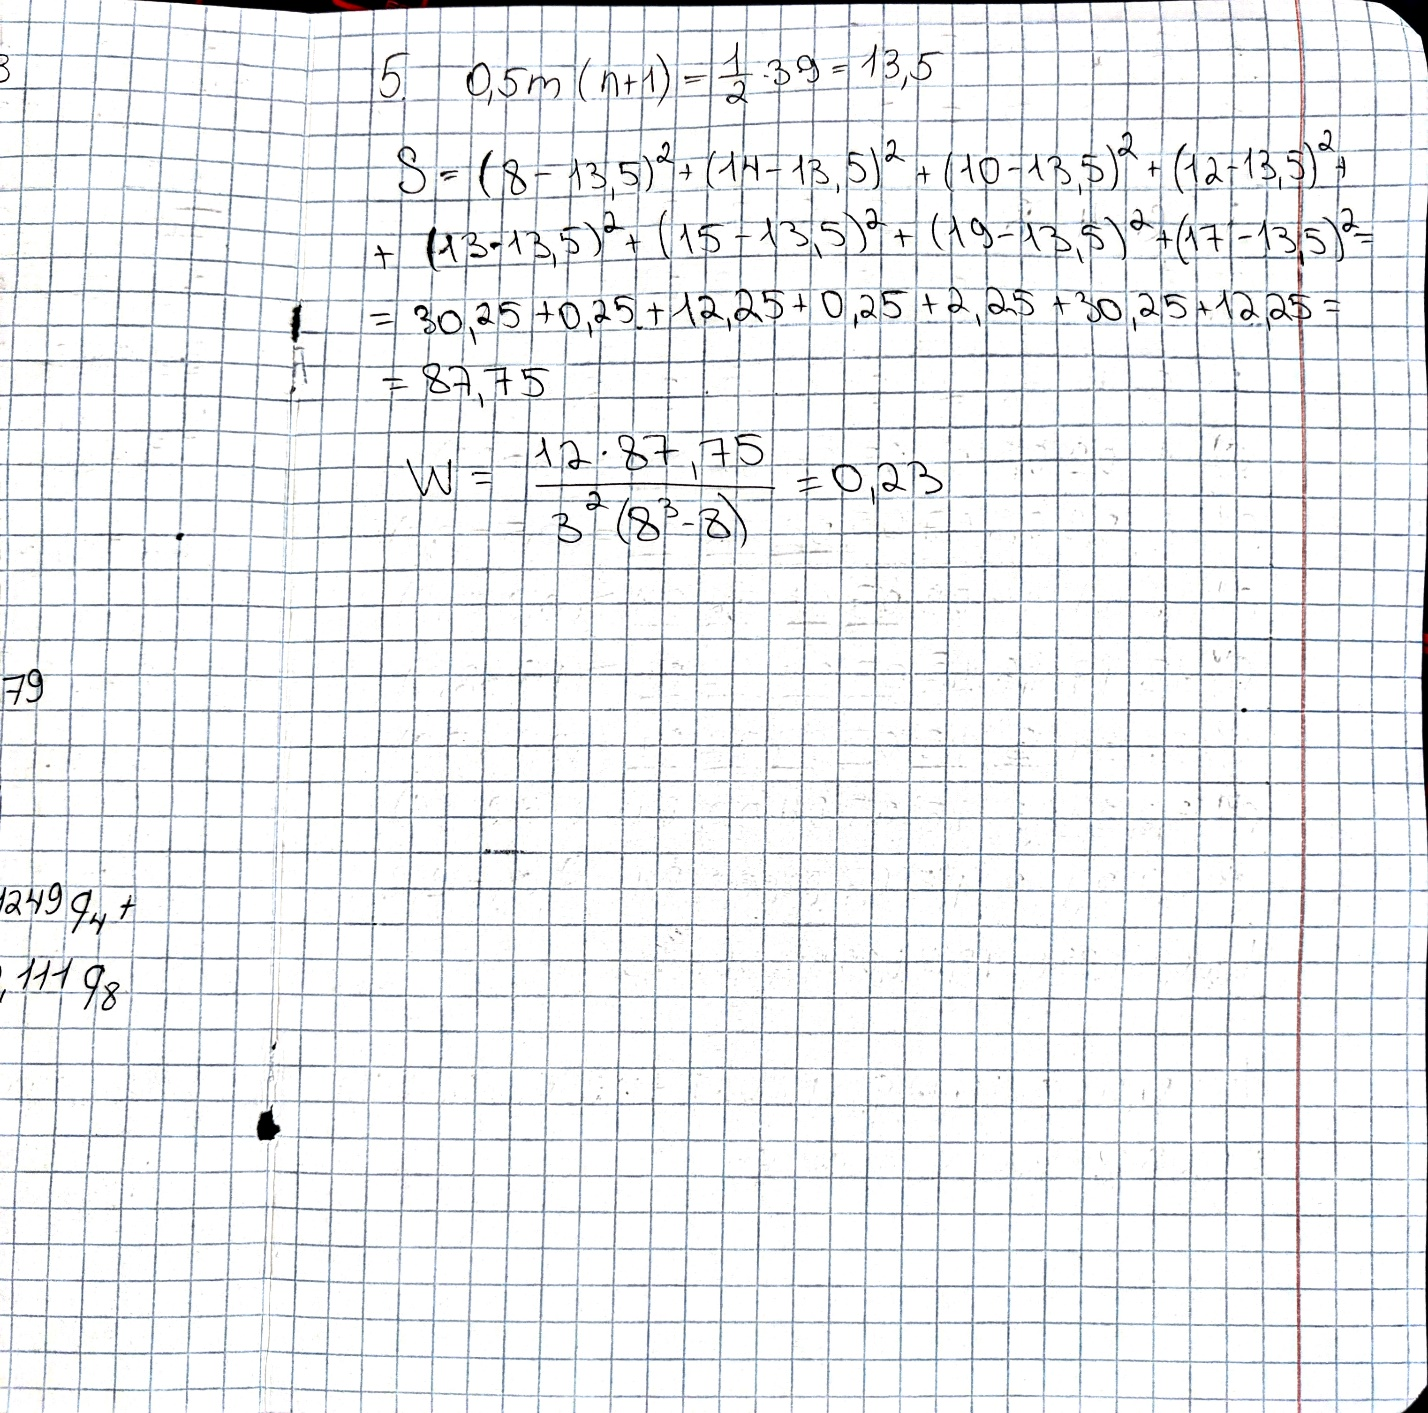 3
5. 0,5m (n+1) = 1/2 · 3 9 = 13,5
S = (8 - 13,5)² + (14 - 13,5)² + (10 - 13,5)² + (12 - 13,5)² +
+ (13 - 13,5)² + (15 - 13,5)² + (19 - 13,5)² + (17 - 13,5)² =
= 30,25 + 0,25 + 12,25 + 0,25 + 2,25 + 30,25 + 12,25 =
= 87,75
W = 12 · 87,75 / 3² (8³ - 8) = 0,23
79
1249 q₄ +
,111 q₈